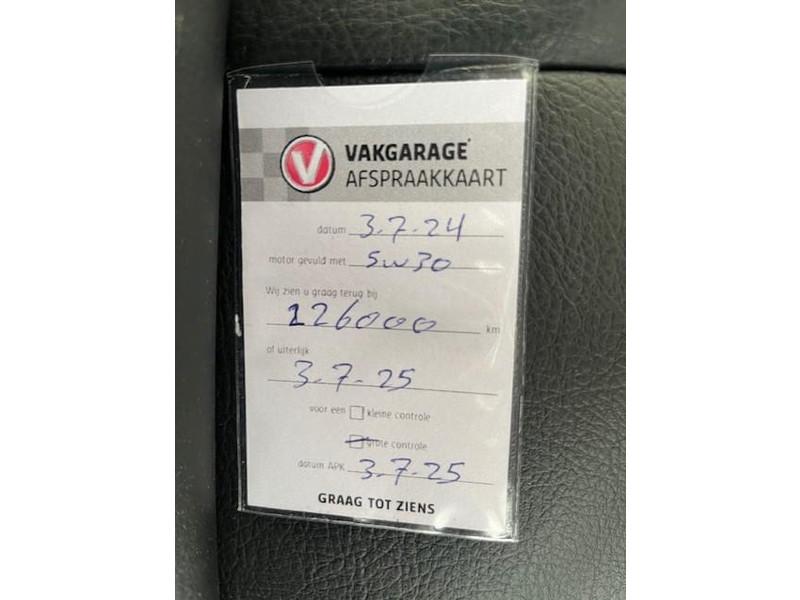 V VAKGARAGE
AFSPRAAKKAART
datum 3.7.24
motor gevuld met 5w30
Wij zien u graag terug bij
126000 km
of uiterlijk
3.7.25
voor een kleine controle
grote controle
datum APK 3.7.25
GRAAG TOT ZIENS